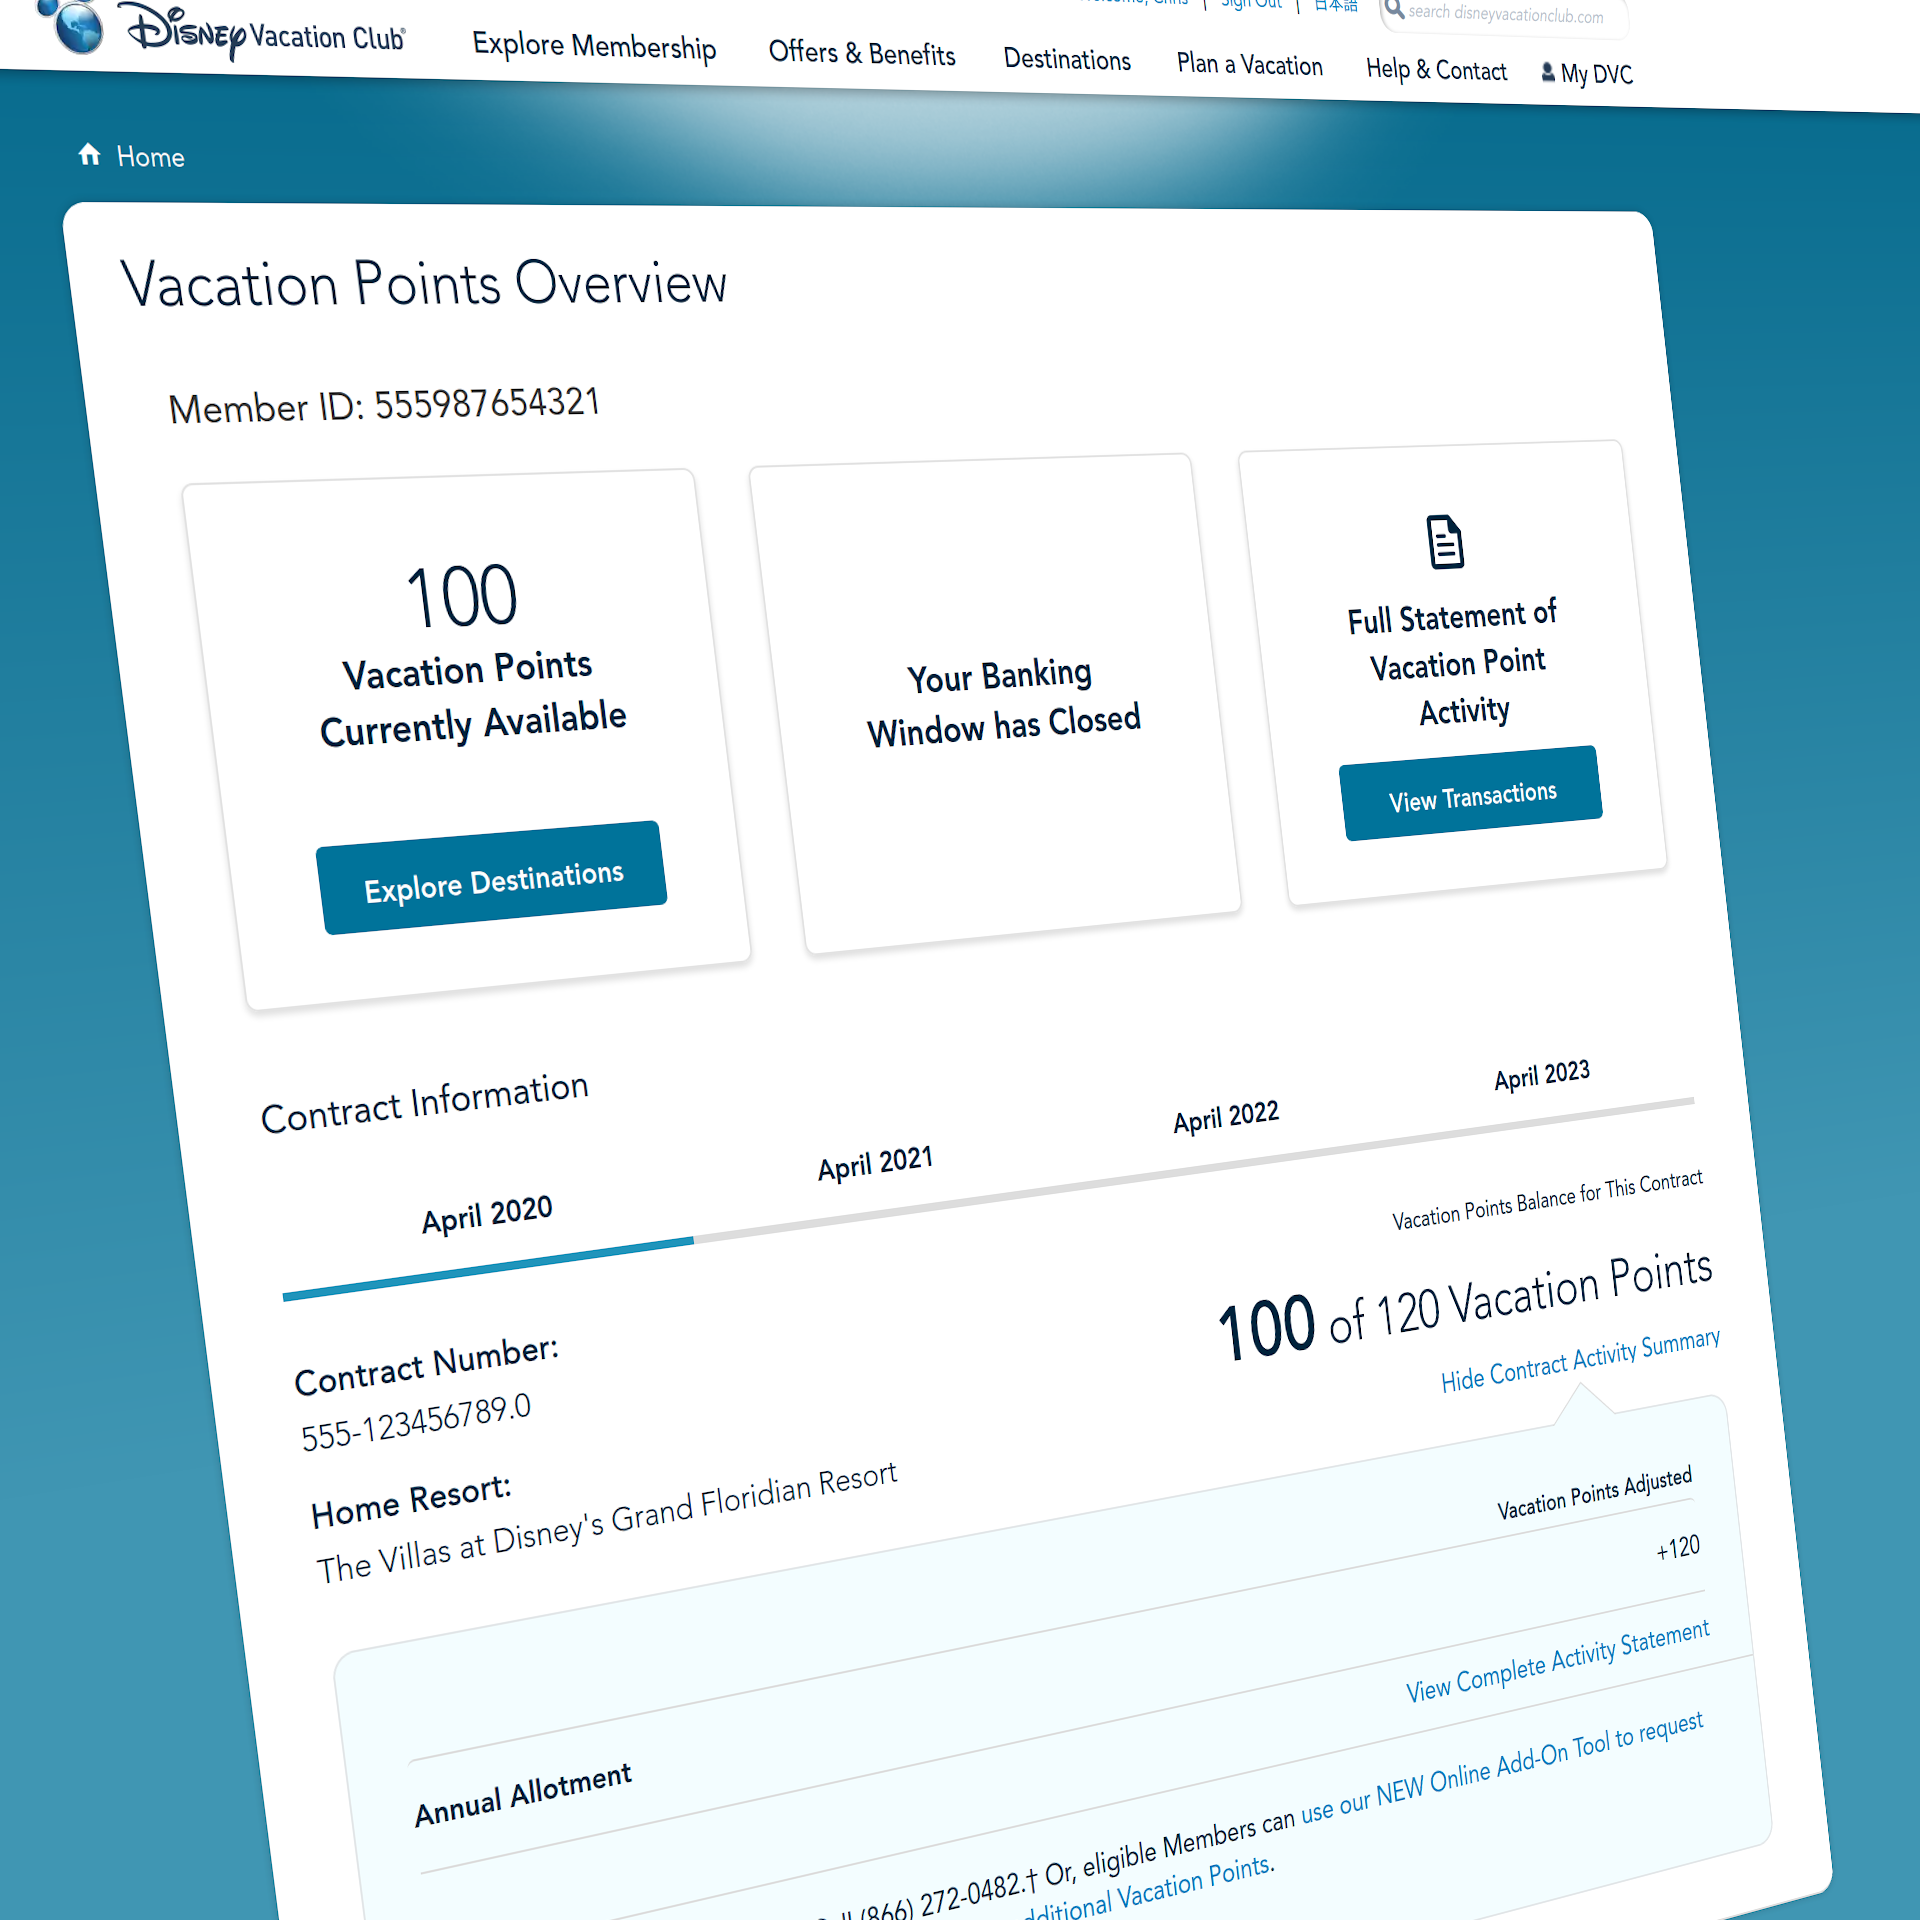 Disney Vacation Club
Welcome, Chris | Sign Out | 日本語
search disneyvacationclub.com
Explore Membership Offers & Benefits Destinations Plan a Vacation Help & Contact My DVC
Home
Vacation Points Overview
Member ID: 555987654321
100
Vacation Points
Currently Available
Explore Destinations
Your Banking
Window has Closed
Full Statement of
Vacation Point
Activity
View Transactions
Contract Information
April 2020 April 2021 April 2022 April 2023
Contract Number:
555-123456789.0
Home Resort:
The Villas at Disney's Grand Floridian Resort
Vacation Points Balance for This Contract
100 of 120 Vacation Points
Hide Contract Activity Summary
Vacation Points Adjusted
Annual Allotment +120
View Complete Activity Statement
(866) 272-0482.† Or, eligible Members can use our NEW Online Add-On Tool to request
Vacation Points.